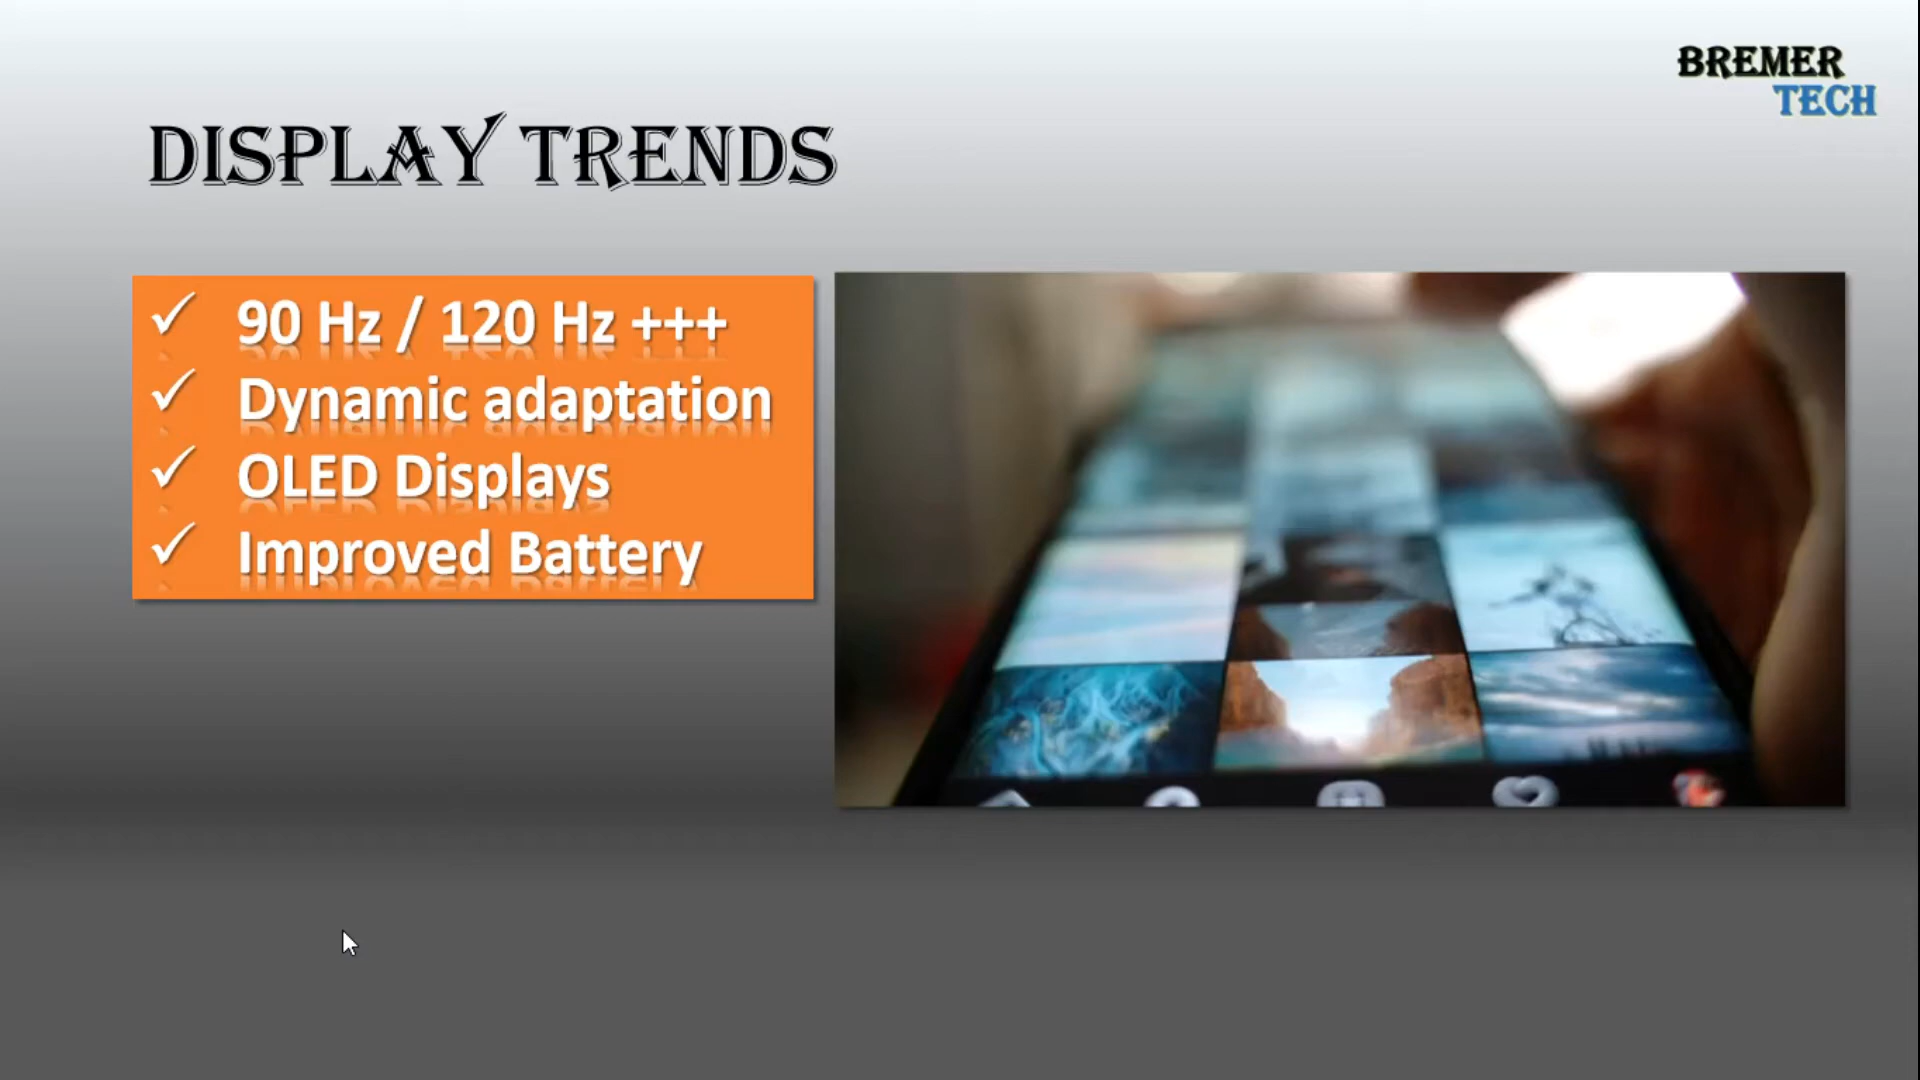 BREMER
TECH
DISPLAY TRENDS
90 Hz / 120 Hz +++
Dynamic adaptation
OLED Displays
Improved Battery